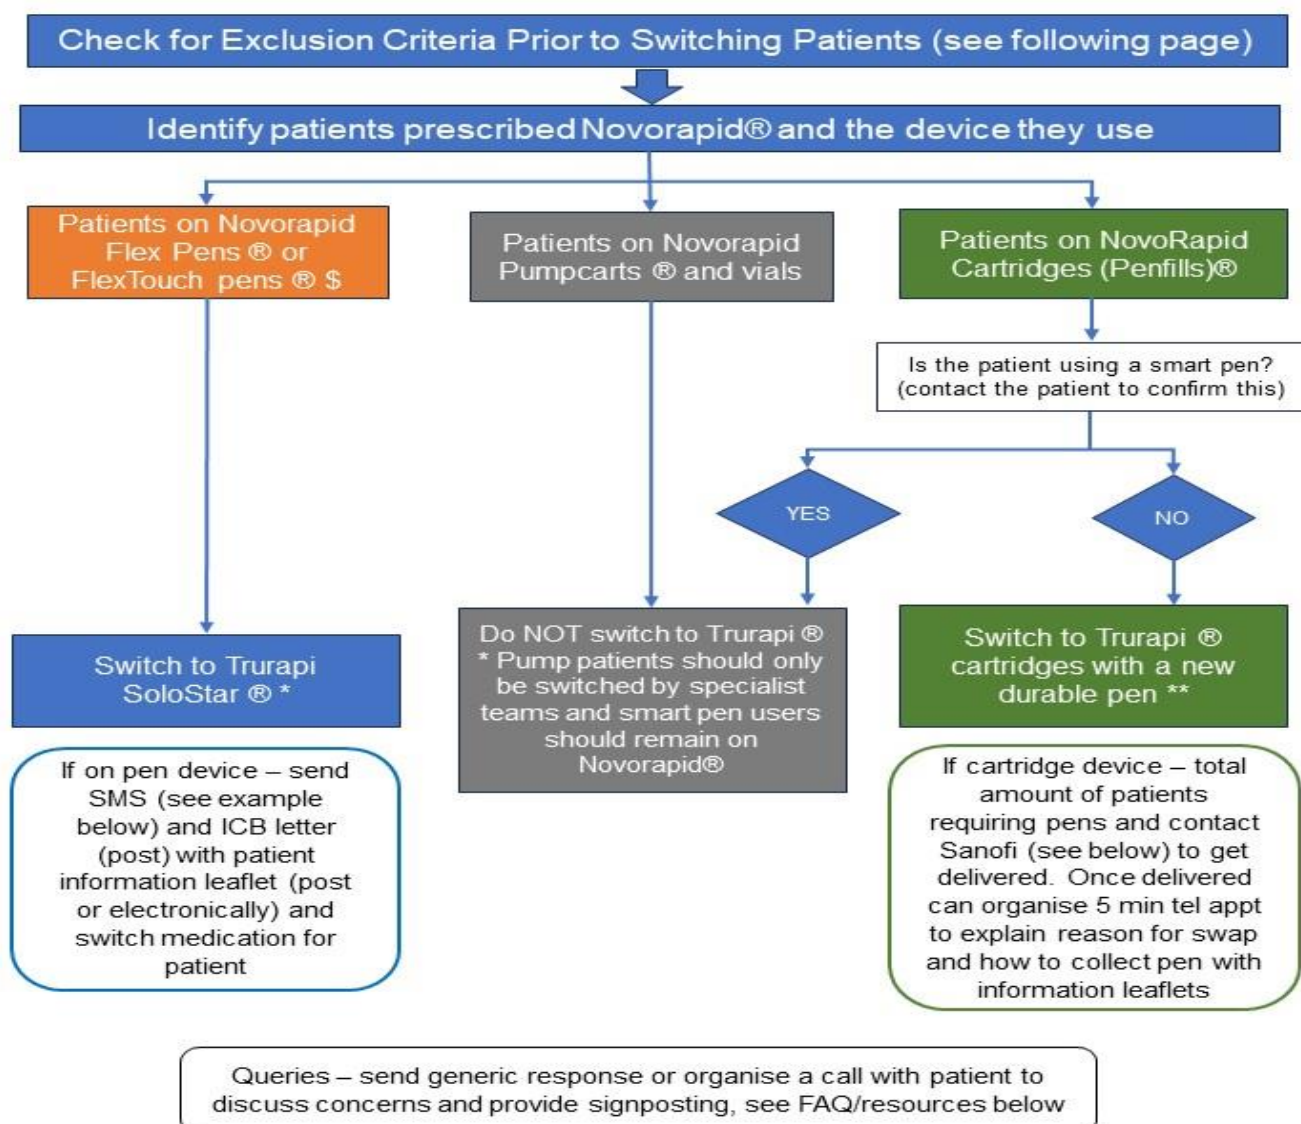 Check for Exclusion Criteria Prior to Switching Patients (see following page)
Identify patients prescribed Novorapid® and the device they use
Patients on Novorapid
Flex Pens ® or
FlexTouch pens ® $
Patients on Novorapid
Pumpcarts ® and vials
Patients on NovoRapid
Cartridges (Penfills)®
Is the patient using a smart pen?
(contact the patient to confirm this)
YES
NO
Switch to Trurapi
SoloStar ® *
Do NOT switch to Trurapi ®
* Pump patients should only
be switched by specialist
teams and smart pen users
should remain on
Novorapid®
Switch to Trurapi ®
cartridges with a new
durable pen **
If on pen device – send
SMS (see example
below) and ICB letter
(post) with patient
information leaflet (post
or electronically) and
switch medication for
patient
If cartridge device – total
amount of patients
requiring pens and contact
Sanofi (see below) to get
delivered. Once delivered
can organise 5 min tel appt
to explain reason for swap
and how to collect pen with
information leaflets
Queries – send generic response or organise a call with patient to
discuss concerns and provide signposting, see FAQ/resources below